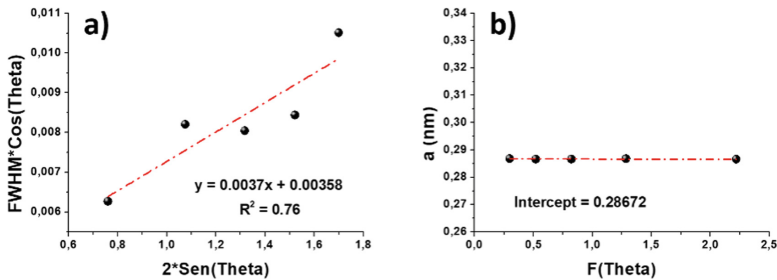 a)
FWHM*Cos(Theta)
0,011
0,010
0,009
0,008
0,007
0,006
y = 0.0037x + 0.00358
R² = 0.76
0,6 0,8 1,0 1,2 1,4 1,6 1,8
2*Sen(Theta)
b)
a (nm)
0,34
0,33
0,32
0,31
0,30
0,29
0,28
0,27
0,26
Intercept = 0.28672
0,0 0,5 1,0 1,5 2,0 2,5
F(Theta)